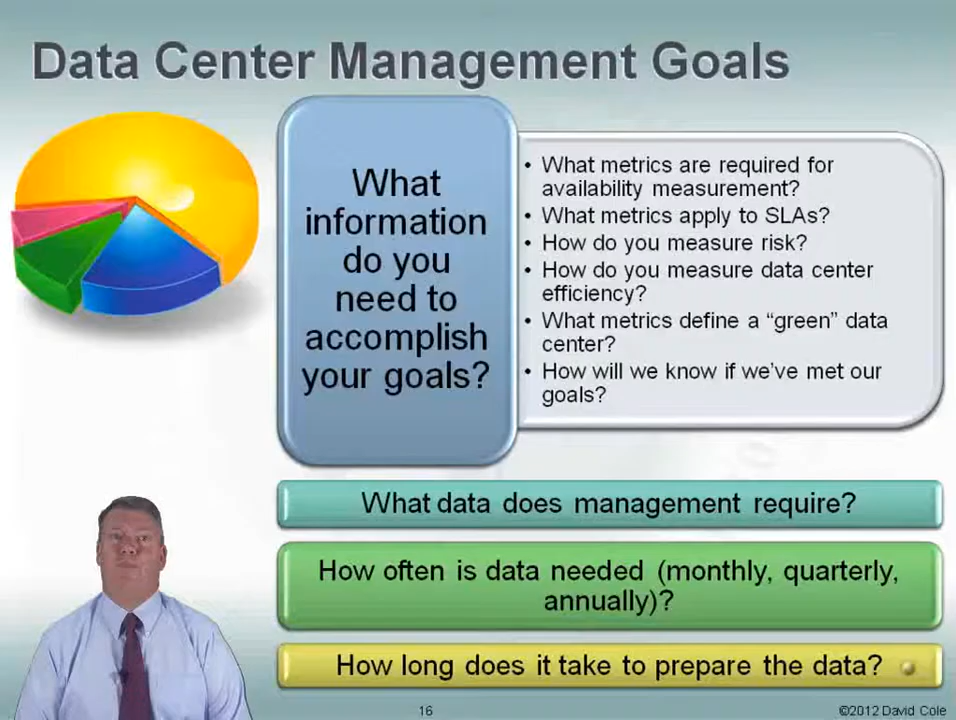 Data Center Management Goals
What
information
do you
need to
accomplish
your goals?
• What metrics are required for
availability measurement?
• What metrics apply to SLAs?
• How do you measure risk?
• How do you measure data center
efficiency?
• What metrics define a “green” data
center?
• How will we know if we’ve met our
goals?
What data does management require?
How often is data needed (monthly, quarterly,
annually)?
How long does it take to prepare the data?
16
©2012 David Cole